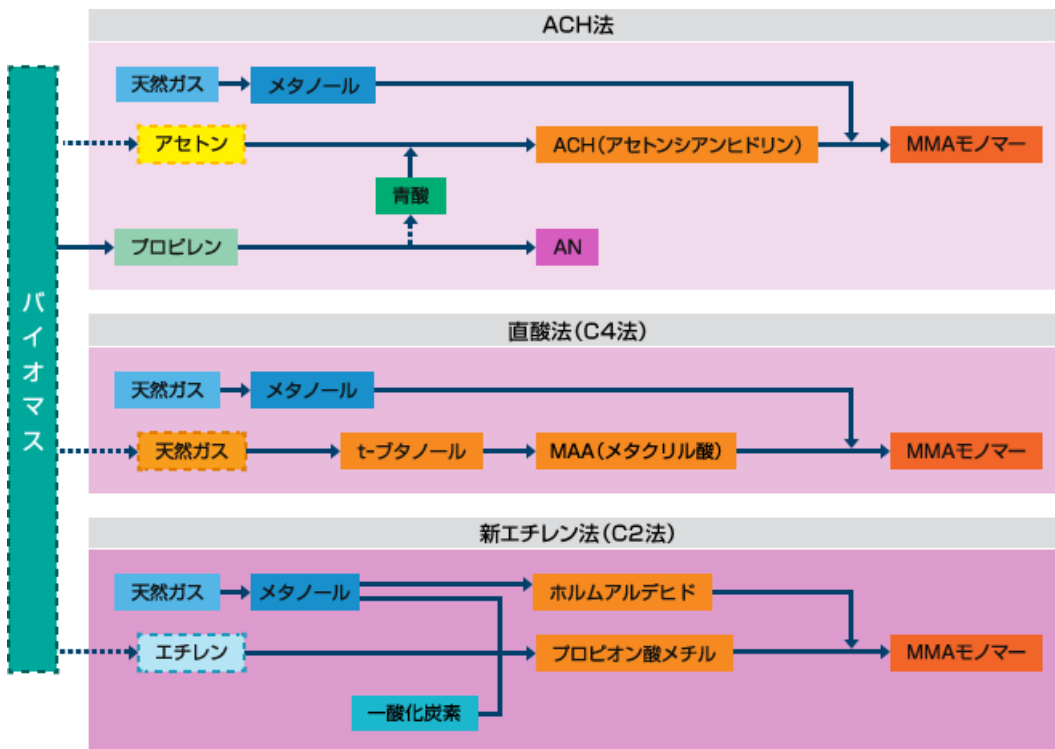 ACH法
天然ガス
メタノール
アセトン
ACH(アセトンシアンヒドリン)
MMAモノマー
青酸
プロピレン
AN
バイオマス
直酸法(C4法)
天然ガス
メタノール
天然ガス
t-ブタノール
MAA(メタクリル酸)
MMAモノマー
新エチレン法(C2法)
天然ガス
メタノール
ホルムアルデヒド
エチレン
プロピオン酸メチル
MMAモノマー
一酸化炭素